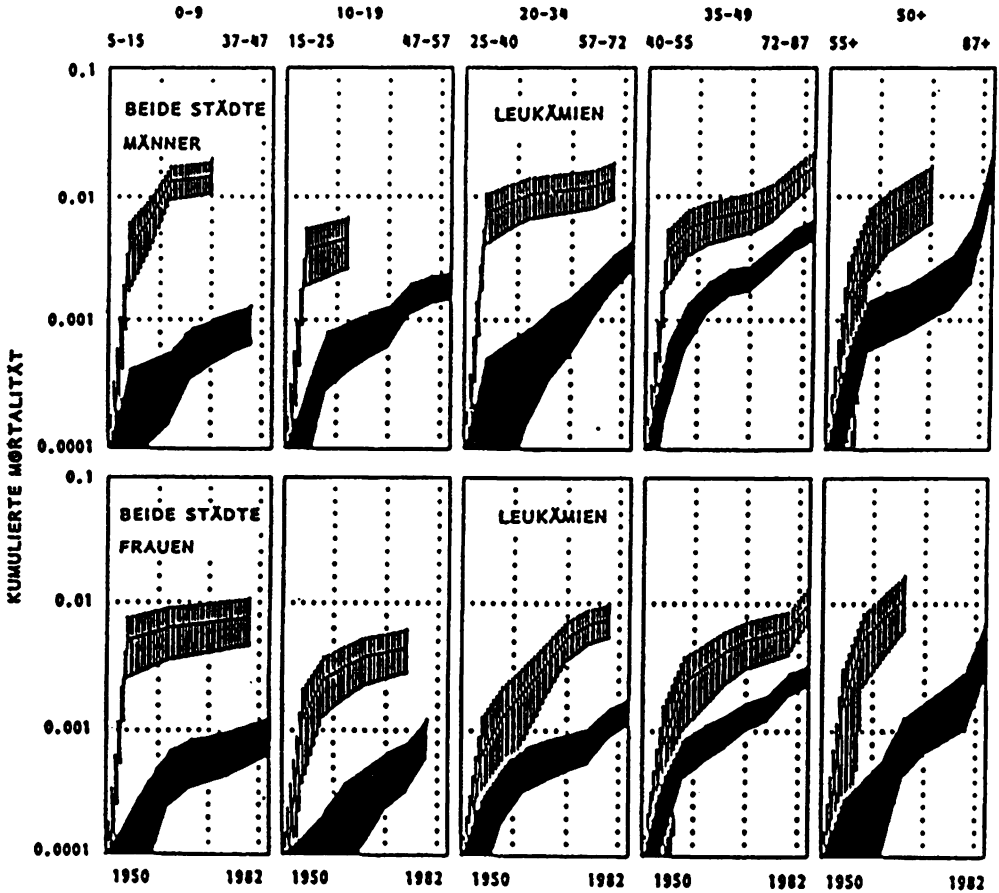 0-9 10-19 20-34 35-49 50+
5-15 37-47 15-25 47-57 25-40 57-72 40-55 72-87 55+ 87+
0.1
BEIDE STÄDTE LEUKÄMIEN
MÄNNER
0.01
0.001
0.0001
KUMULIERTE MORTALITÄT
0.1
BEIDE STÄDTE LEUKÄMIEN
FRAUEN
0.01
0.001
0.0001
1950 1982 1950 1982 1950 1982 1950 1982 1950 1982